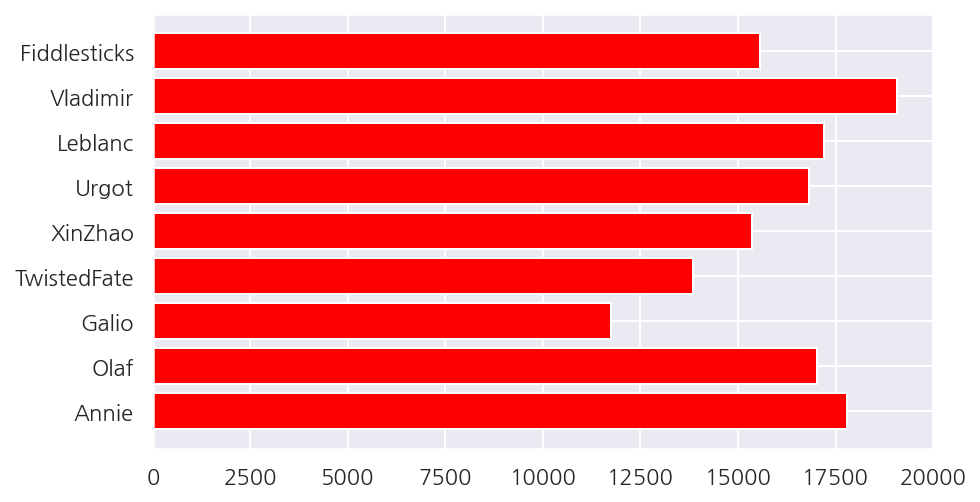 Fiddlesticks
Vladimir
Leblanc
Urgot
XinZhao
TwistedFate
Galio
Olaf
Annie
0 2500 5000 7500 10000 12500 15000 17500 20000